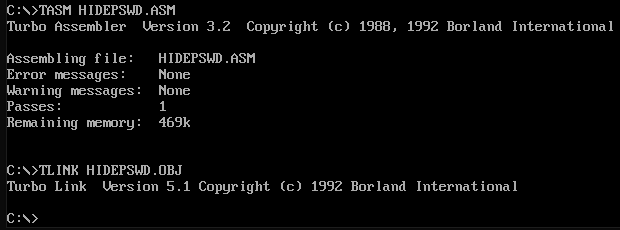 C:\>TASM HIDEPSWD.ASM
Turbo Assembler  Version 3.2  Copyright (c) 1988, 1992 Borland International
Assembling file:   HIDEPSWD.ASM
Error messages:    None
Warning messages:  None
Passes:            1
Remaining memory:  469k
C:\>TLINK HIDEPSWD.OBJ
Turbo Link  Version 5.1 Copyright (c) 1992 Borland International
C:\>